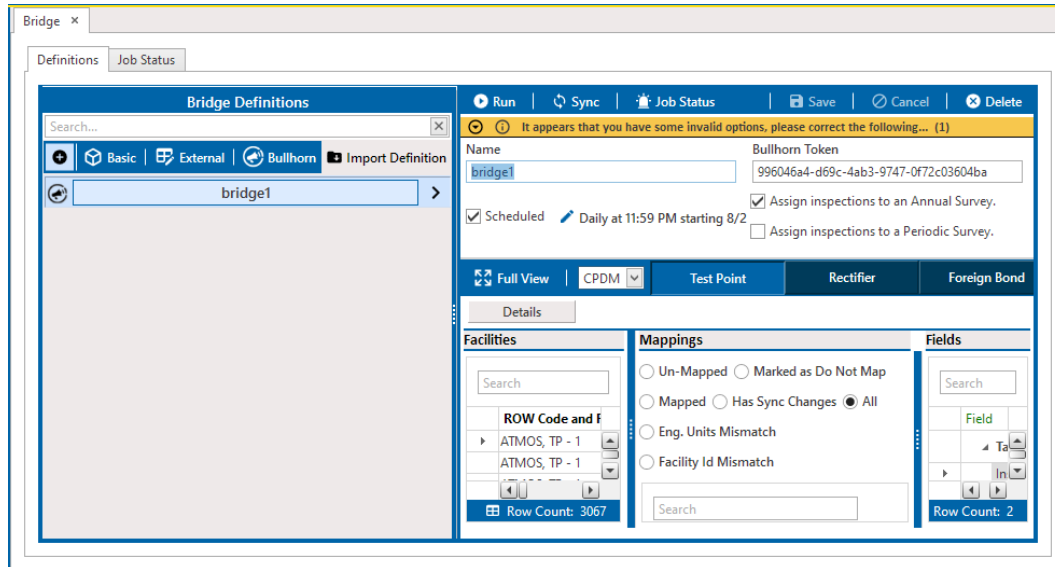 Bridge ×
Definitions Job Status
Bridge Definitions
Search...
Basic External Bullhorn Import Definition
bridge1
Run Sync Job Status Save Cancel Delete
It appears that you have some invalid options, please correct the following... (1)
Name Bullhorn Token
bridge1 996046a4-d69c-4ab3-9747-0f72c03604ba
Assign inspections to an Annual Survey.
Scheduled Daily at 11:59 PM starting 8/2
Assign inspections to a Periodic Survey.
Full View CPDM Test Point Rectifier Foreign Bond
Details
Facilities Mappings Fields
Un-Mapped Marked as Do Not Map
Search Search
Mapped Has Sync Changes All
ROW Code and F Field
Eng. Units Mismatch
ATMOS, TP - 1 Ta
ATMOS, TP - 1 Facility Id Mismatch
In
Search
Row Count: 3067 Row Count: 2